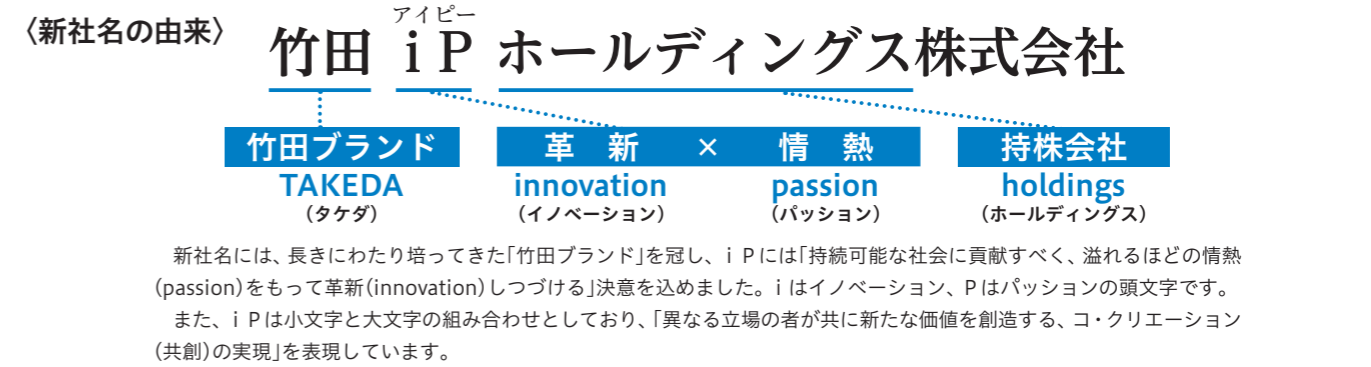 〈新社名の由来〉
アイピー
竹田 ｉＰ ホールディングス株式会社
竹田ブランド 革 新 × 情 熱 持株会社
TAKEDA innovation passion holdings
（タケダ） （イノベーション） （パッション） （ホールディングス）
新社名には、長きにわたり培ってきた「竹田ブランド」を冠し、ｉＰには「持続可能な社会に貢献すべく、溢れるほどの情熱
（passion）をもって革新（innovation）しつづける」決意を込めました。ｉはイノベーション、Ｐはパッションの頭文字です。
また、ｉＰは小文字と大文字の組み合わせとしており、「異なる立場の者が共に新たな価値を創造する、コ・クリエーション
（共創）の実現」を表現しています。